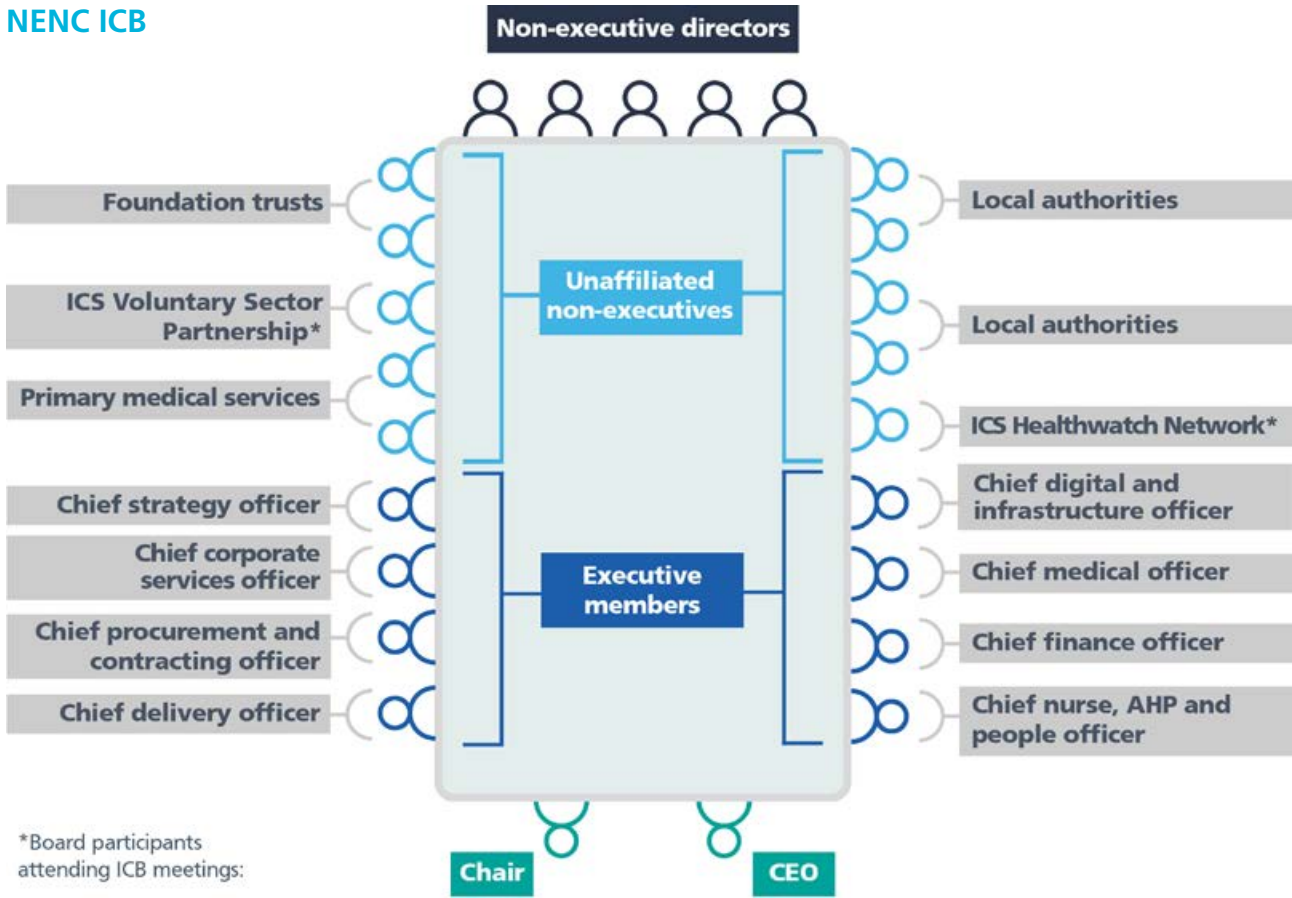 NENC ICB
Non-executive directors
Foundation trusts
ICS Voluntary Sector
Partnership*
Primary medical services
Chief strategy officer
Chief corporate
services officer
Chief procurement and
contracting officer
Chief delivery officer
Unaffiliated
non-executives
Executive
members
Local authorities
Local authorities
ICS Healthwatch Network*
Chief digital and
infrastructure officer
Chief medical officer
Chief finance officer
Chief nurse, AHP and
people officer
*Board participants
attending ICB meetings:
Chair
CEO